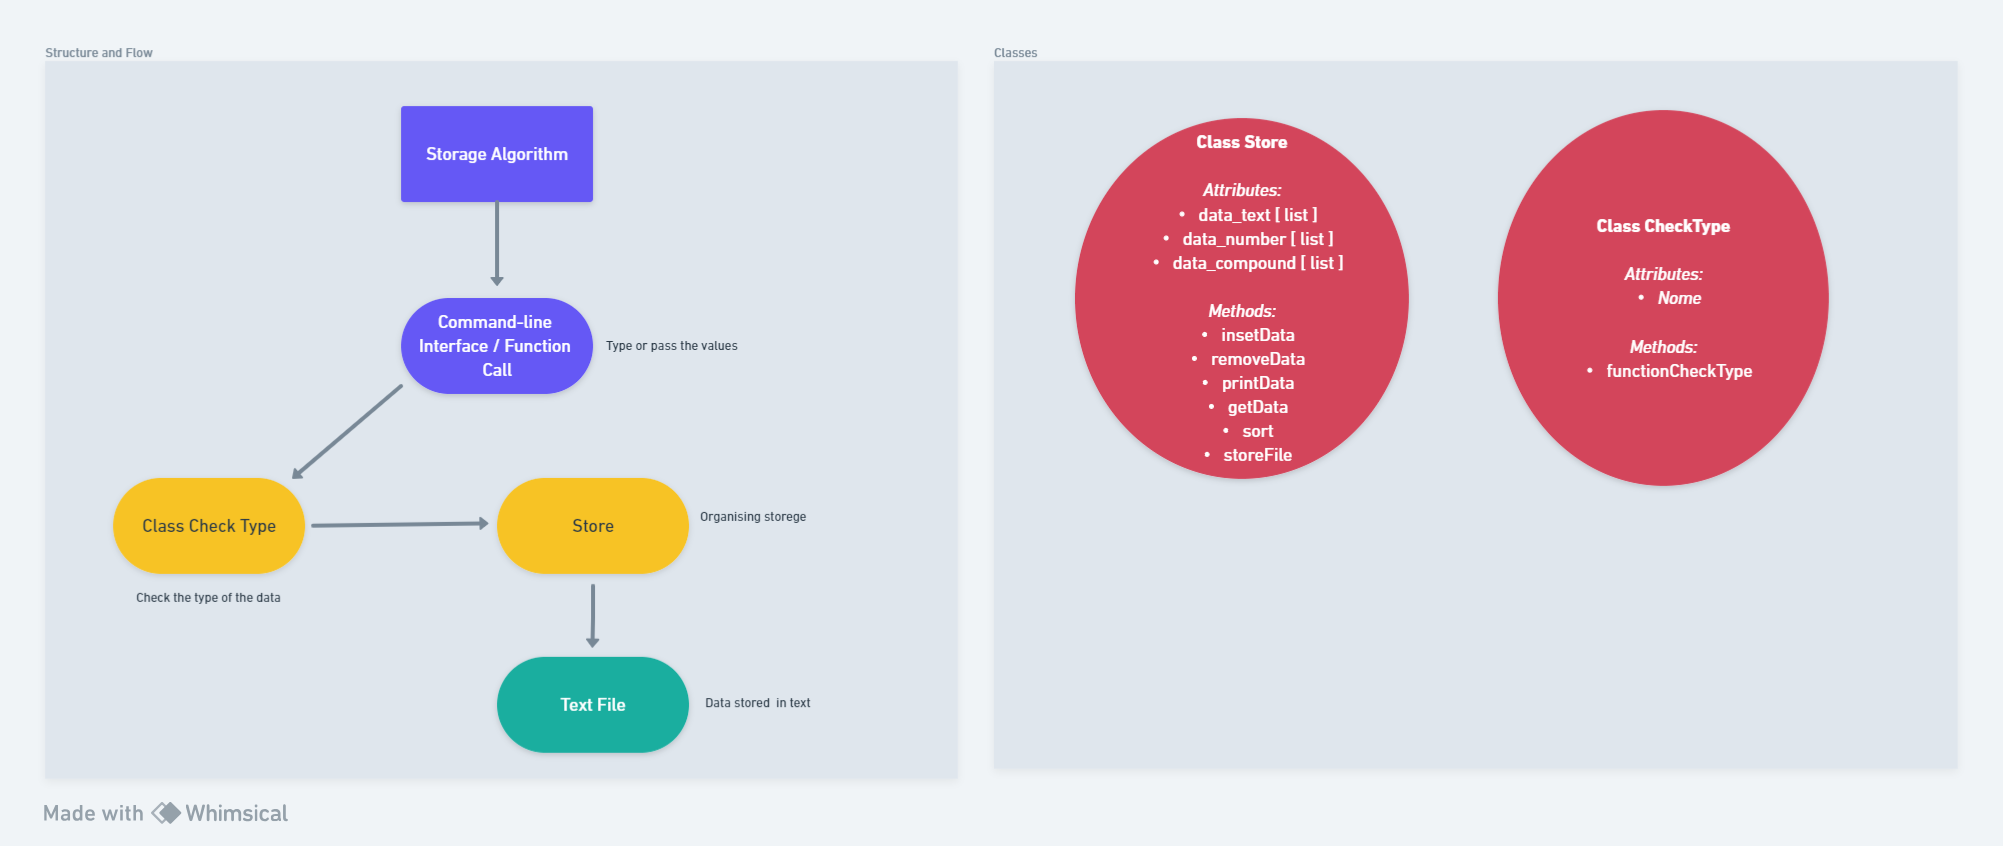 Structure and Flow
Storage Algorithm
Command-line
Interface / Function
Call
Type or pass the values
Class Check Type
Check the type of the data
Store
Organising storege
Text File
Data stored  in text
Classes
Class Store
Attributes:
• data_text [ list ]
• data_number [ list ]
• data_compound [ list ]
Methods:
• insetData
• removeData
• printData
• getData
• sort
• storeFile
Class CheckType
Attributes:
• Nome
Methods:
• functionCheckType
Made with Whimsical